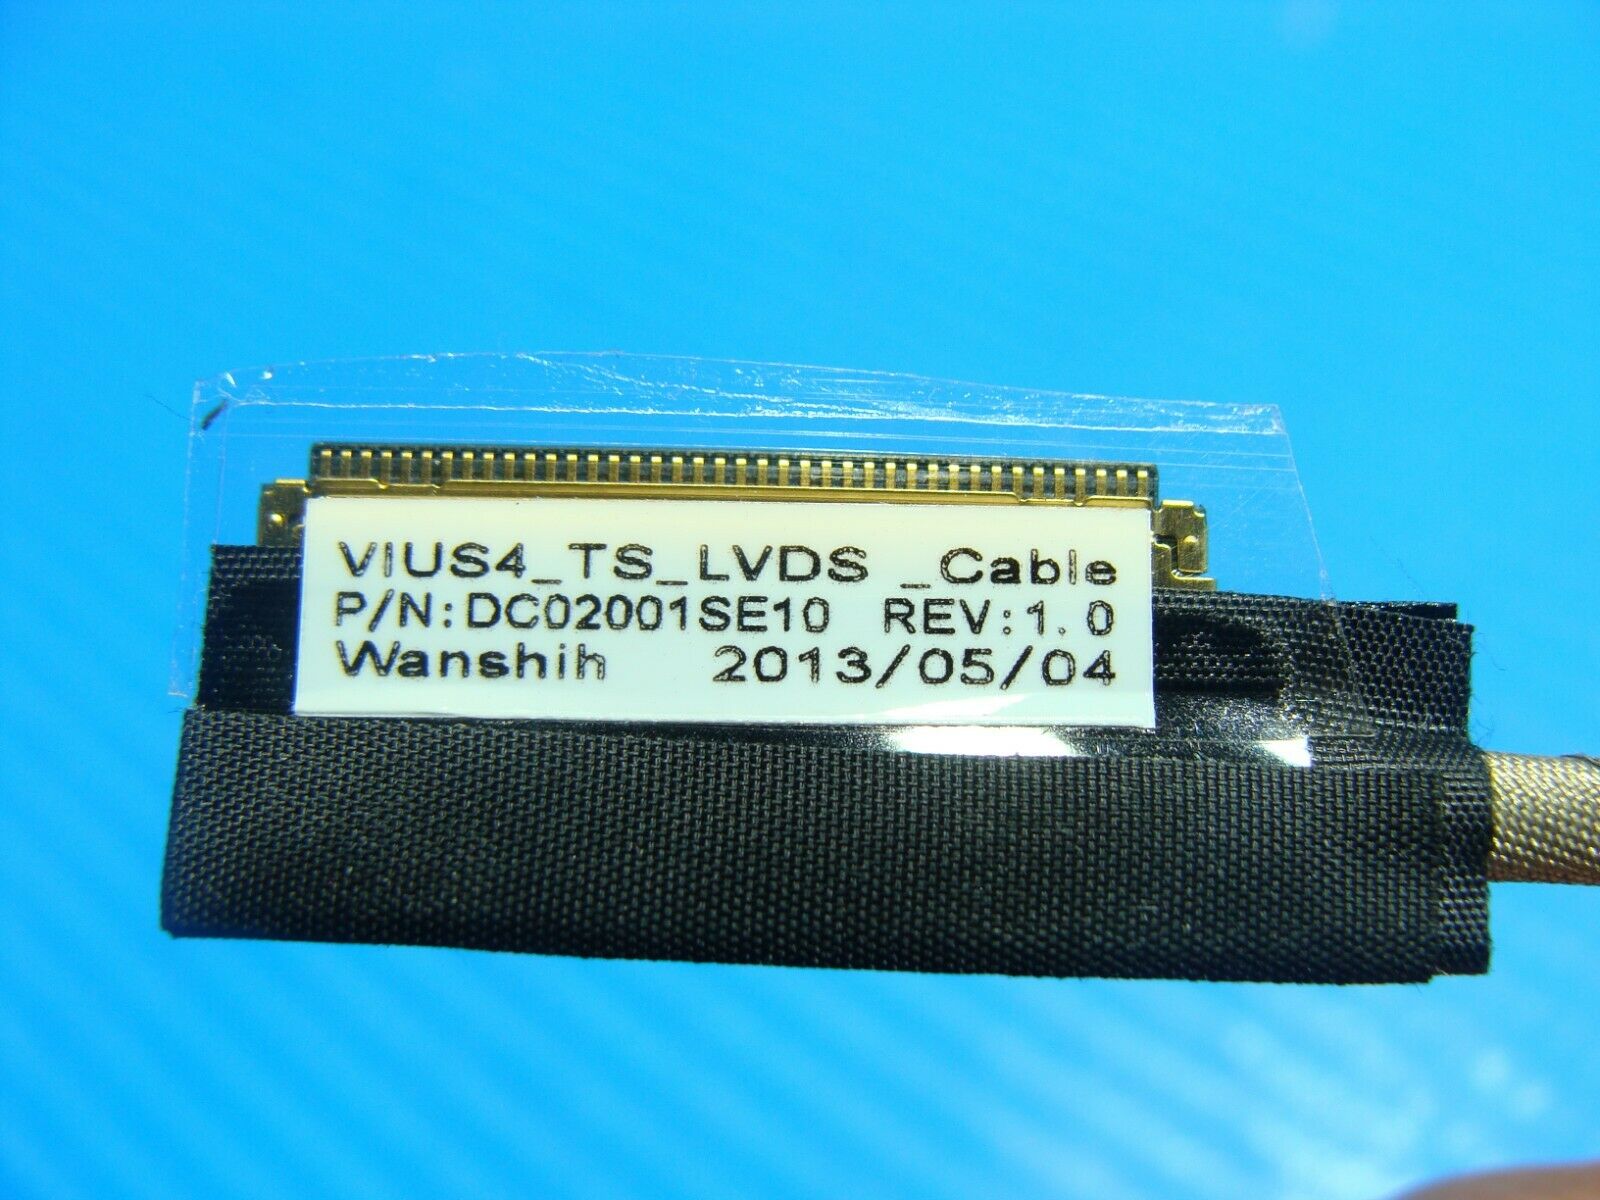 VIUS4_TS_LVDS _Cable
P/N:DC02001SE10 REV:1.0
Wanshih 2013/05/04